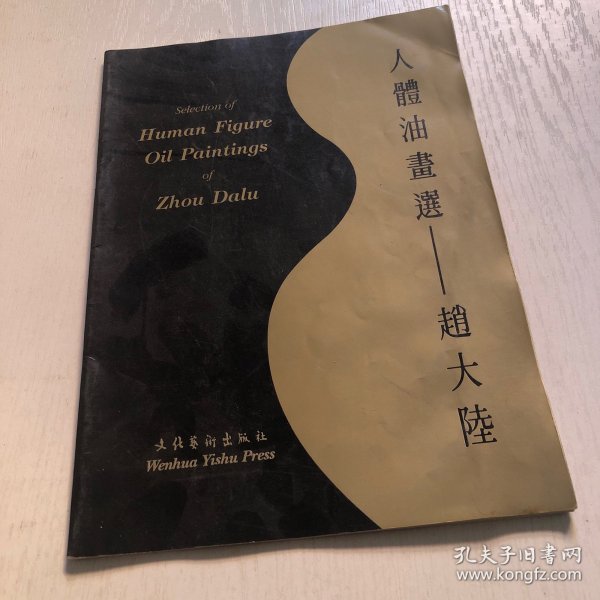 Selection of
Human Figure
Oil Paintings
of
Zhou Dalu
人體油畫選——趙大陸
文化藝術出版社
Wenhua Yishu Press
孔夫子旧书网
www.kongfz.com